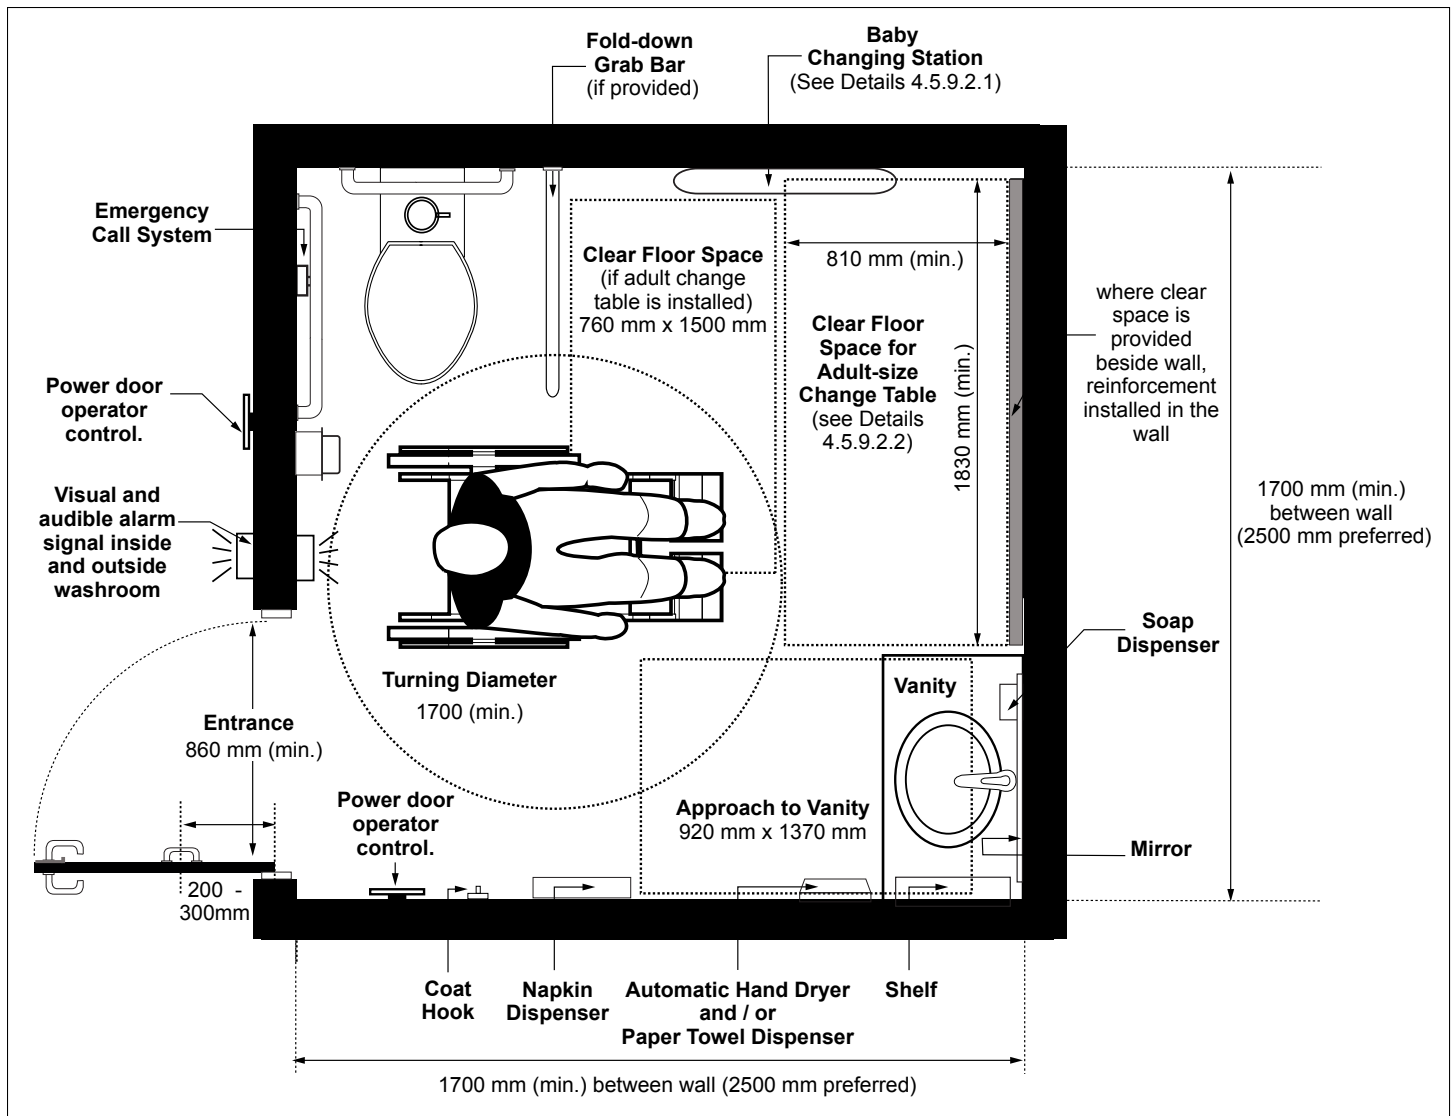 Fold-down
Grab Bar
(if provided)
Baby
Changing Station
(See Details 4.5.9.2.1)
Emergency
Call System
Clear Floor Space
(if adult change
table is installed)
760 mm x 1500 mm
810 mm (min.)
Clear Floor
Space for
Adult-size
Change Table
(see Details
4.5.9.2.2)
1830 mm (min.)
where clear
space is
provided
beside wall,
reinforcement
installed in the
wall
Power door
operator
control.
Visual and
audible alarm
signal inside
and outside
washroom
1700 mm (min.)
between wall
(2500 mm preferred)
Soap
Dispenser
Turning Diameter
1700 (min.)
Vanity
Entrance
860 mm (min.)
Power door
operator
control.
Approach to Vanity
920 mm x 1370 mm
Mirror
200 -
300mm
Coat
Hook
Napkin
Dispenser
Automatic Hand Dryer
and / or
Paper Towel Dispenser
Shelf
1700 mm (min.) between wall (2500 mm preferred)